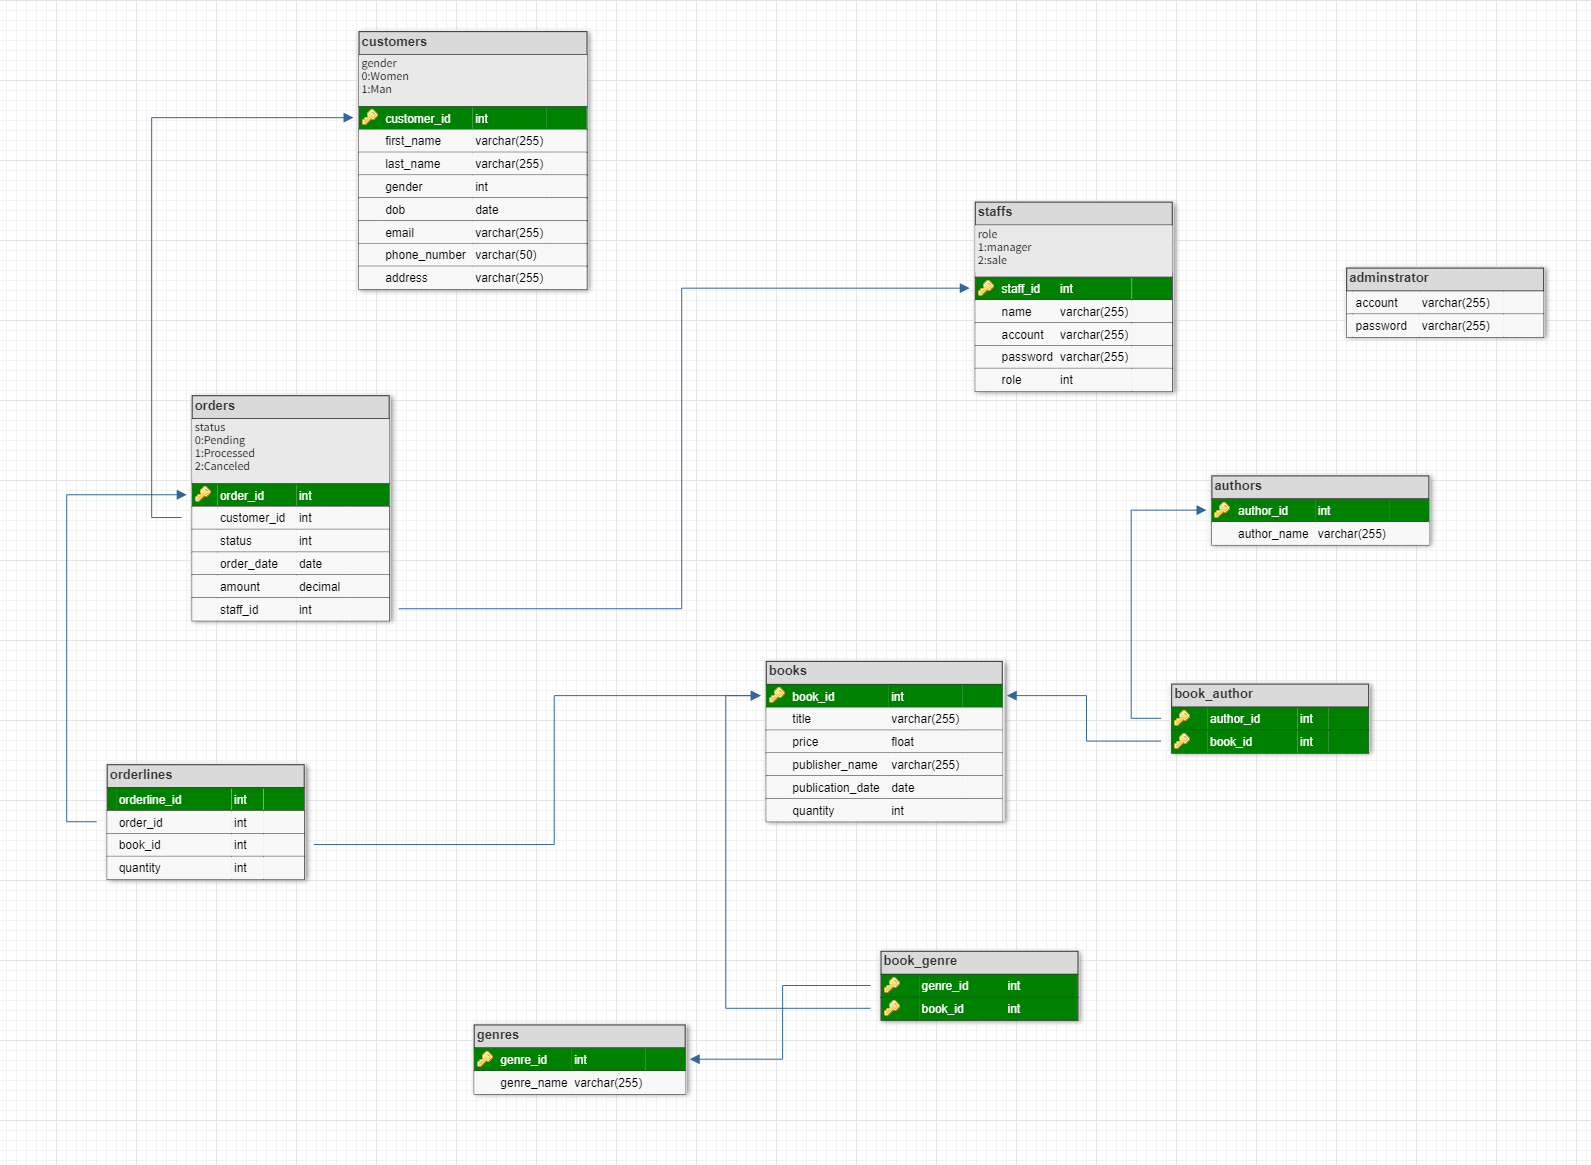 customers
gender
0:Women
1:Man
customer_id int
first_name varchar(255)
last_name varchar(255)
gender int
dob date
email varchar(255)
phone_number varchar(50)
address varchar(255)
staffs
role
1:manager
2:sale
staff_id int
name varchar(255)
account varchar(255)
password varchar(255)
role int
adminstrator
account varchar(255)
password varchar(255)
orders
status
0:Pending
1:Processed
2:Canceled
order_id int
customer_id int
status int
order_date date
amount decimal
staff_id int
authors
author_id int
author_name varchar(255)
books
book_id int
title varchar(255)
price float
publisher_name varchar(255)
publication_date date
quantity int
book_author
author_id int
book_id int
orderlines
orderline_id int
order_id int
book_id int
quantity int
book_genre
genre_id int
book_id int
genres
genre_id int
genre_name varchar(255)